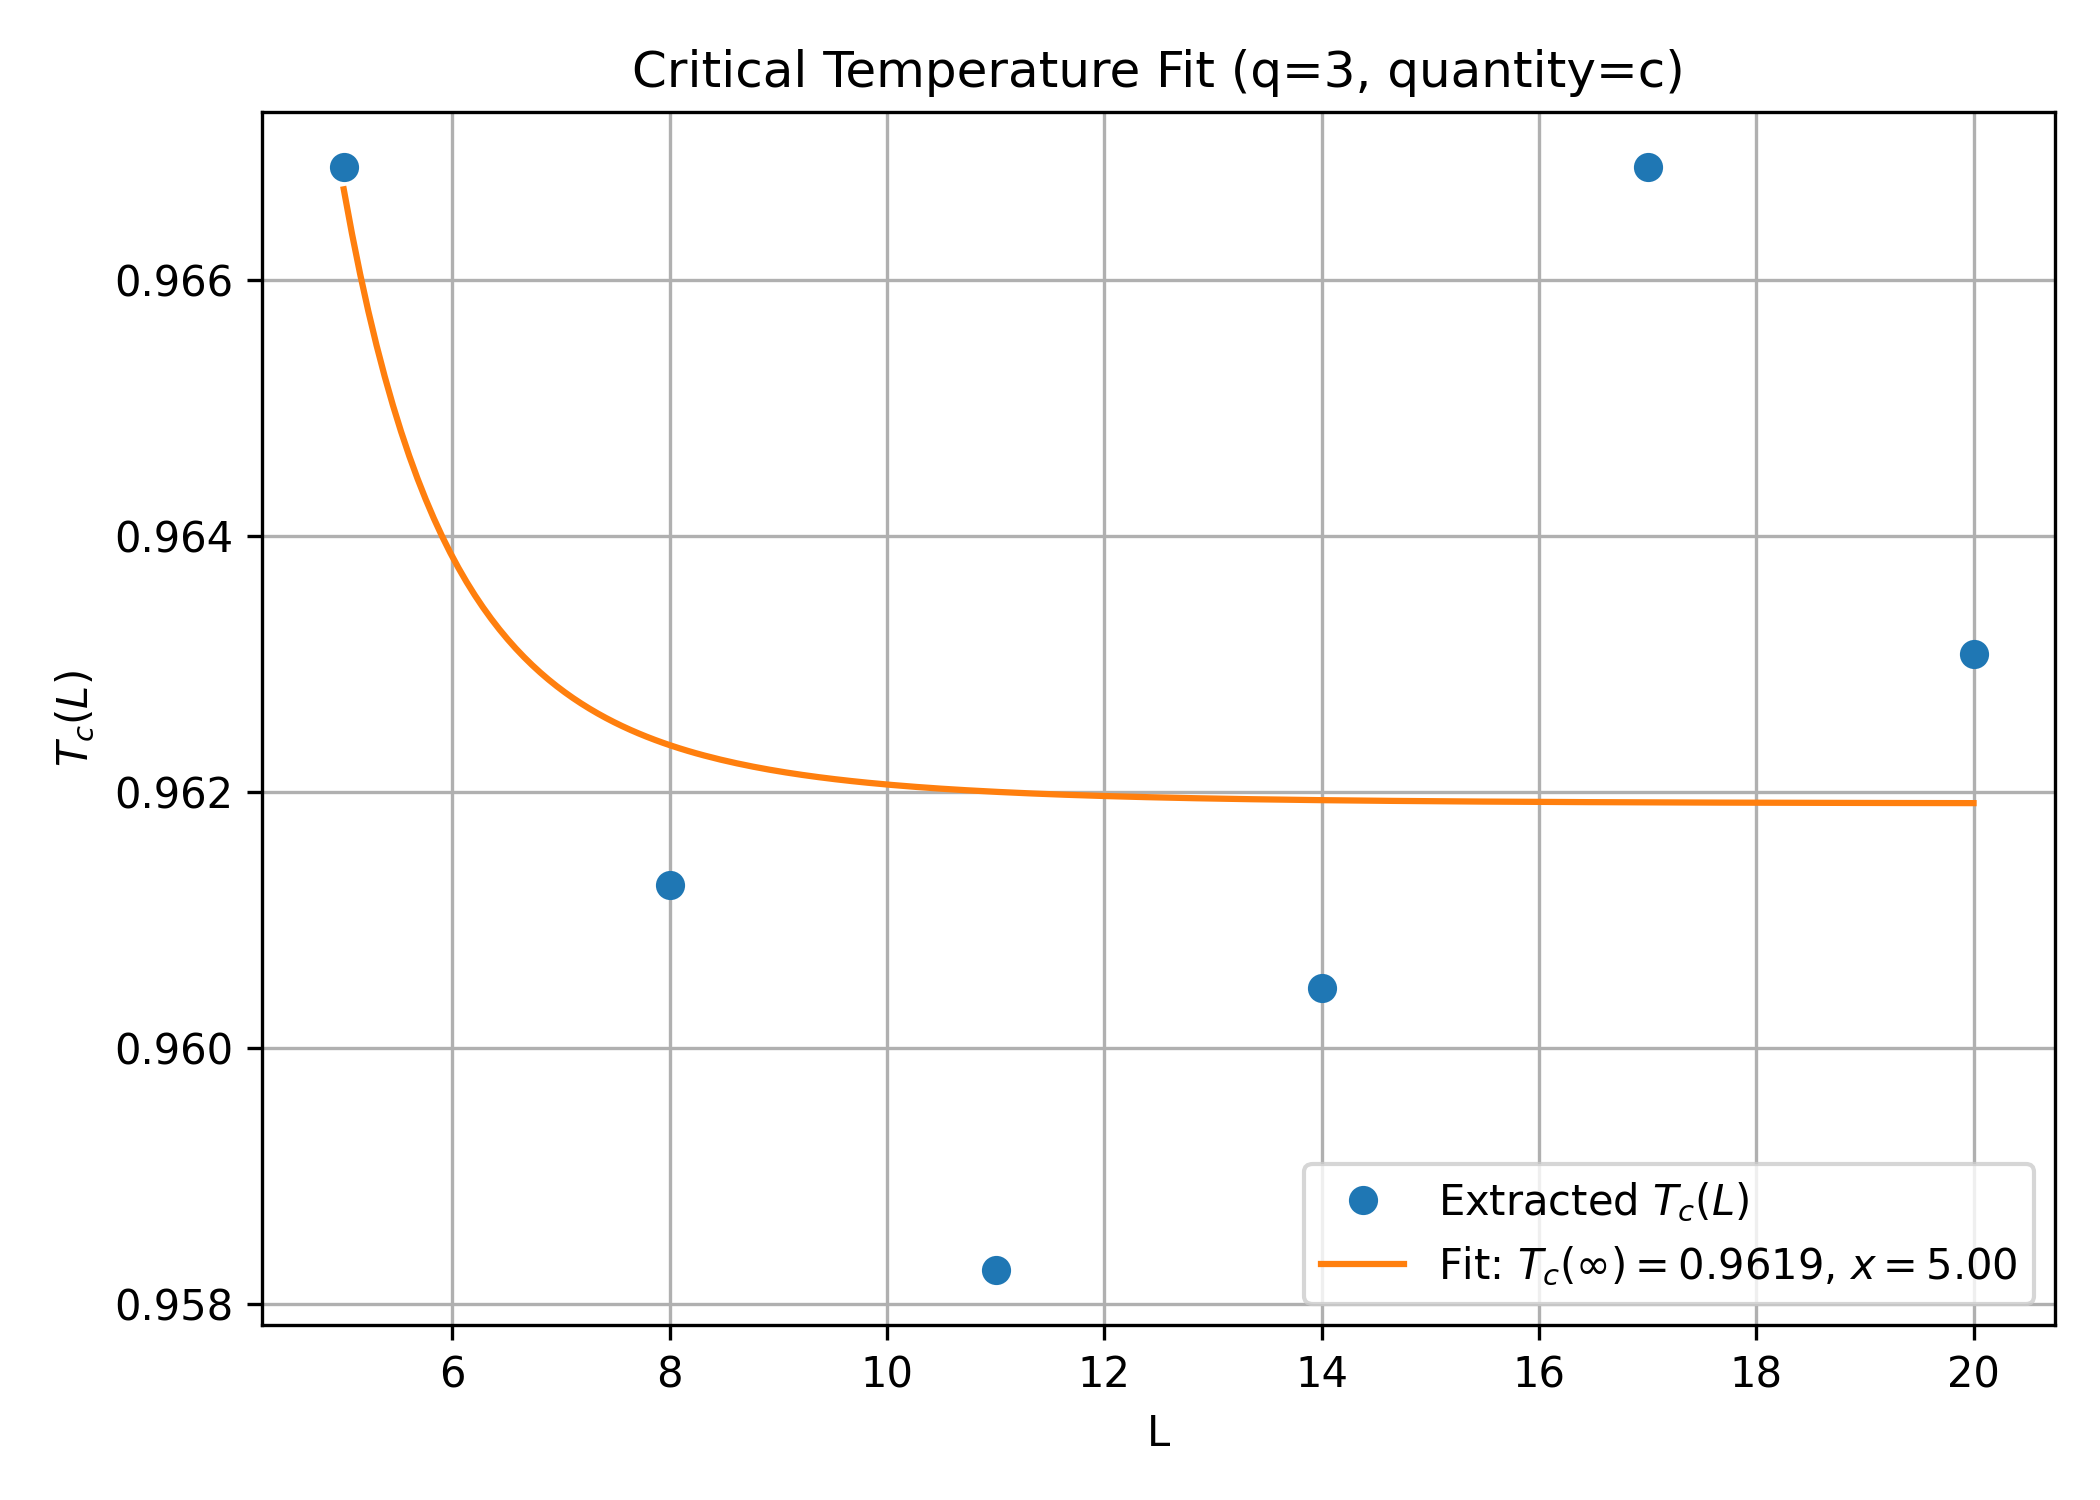 Critical Temperature Fit (q=3, quantity=c)
0.966
0.964
0.962
0.960
0.958
T_c(L)
6 8 10 12 14 16 18 20
L
Extracted T_c(L)
Fit: T_c(∞) = 0.9619, x = 5.00